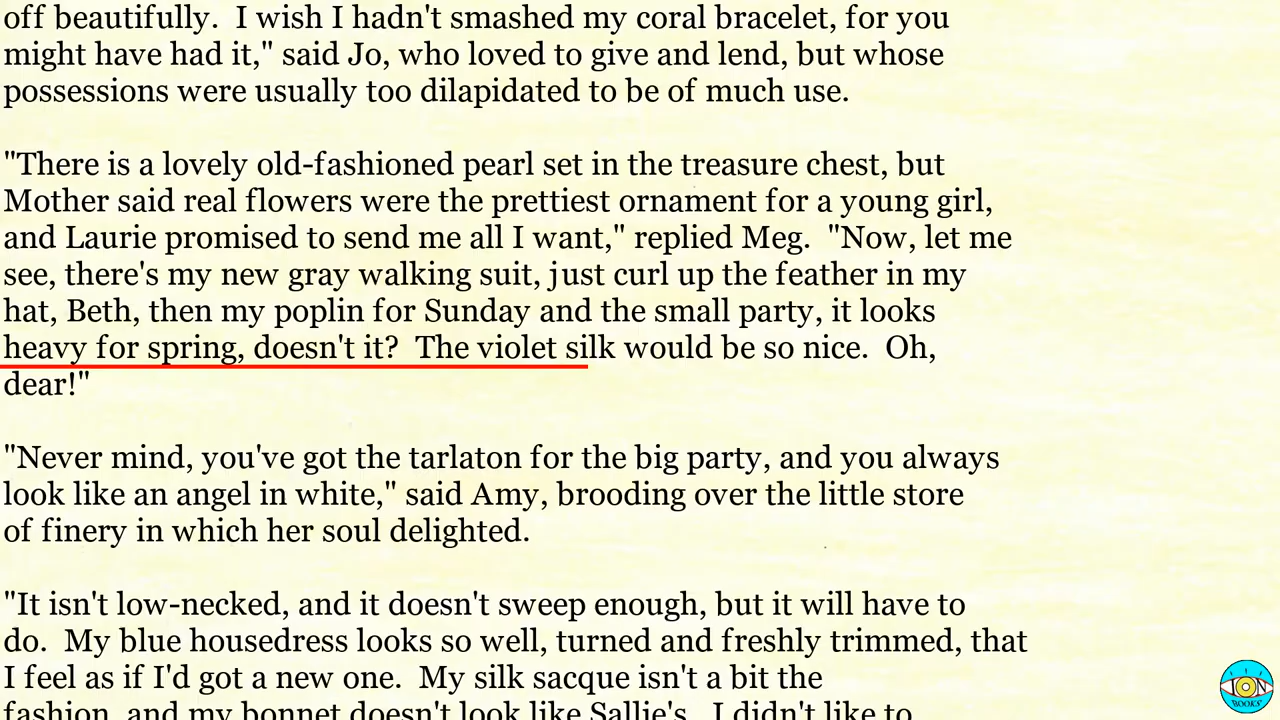 off beautifully.  I wish I hadn't smashed my coral bracelet, for you
might have had it," said Jo, who loved to give and lend, but whose
possessions were usually too dilapidated to be of much use.
"There is a lovely old-fashioned pearl set in the treasure chest, but
Mother said real flowers were the prettiest ornament for a young girl,
and Laurie promised to send me all I want," replied Meg.  "Now, let me
see, there's my new gray walking suit, just curl up the feather in my
hat, Beth, then my poplin for Sunday and the small party, it looks
heavy for spring, doesn't it?  The violet silk would be so nice.  Oh,
dear!"
"Never mind, you've got the tarlaton for the big party, and you always
look like an angel in white," said Amy, brooding over the little store
of finery in which her soul delighted.
"It isn't low-necked, and it doesn't sweep enough, but it will have to
do.  My blue housedress looks so well, turned and freshly trimmed, that
I feel as if I'd got a new one.  My silk sacque isn't a bit the
fashion, and my bonnet doesn't look like Sallie's.  I didn't like to
ION
BOOKS